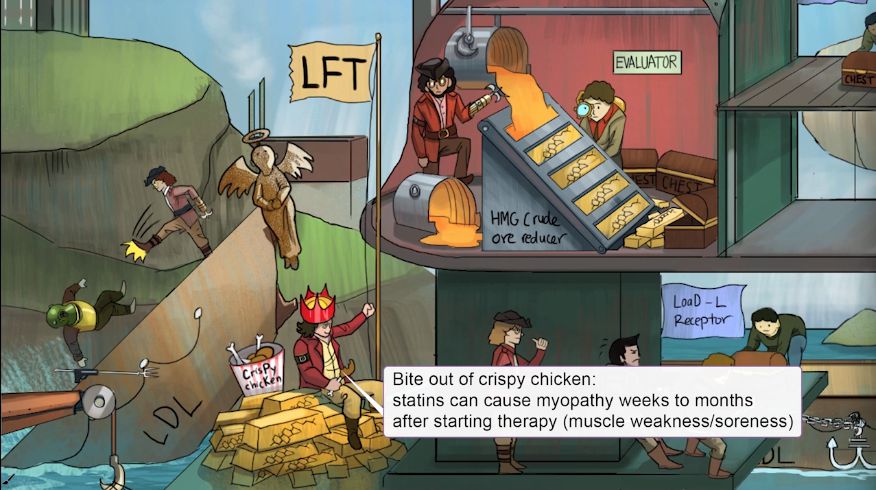 LFT
EVALUATOR
CHEST
CHEST
HMG Crude
ore reducer
LoaD-L
Receptor
Crispy
chicken
LDL
Bite out of crispy chicken:
statins can cause myopathy weeks to months
after starting therapy (muscle weakness/soreness)